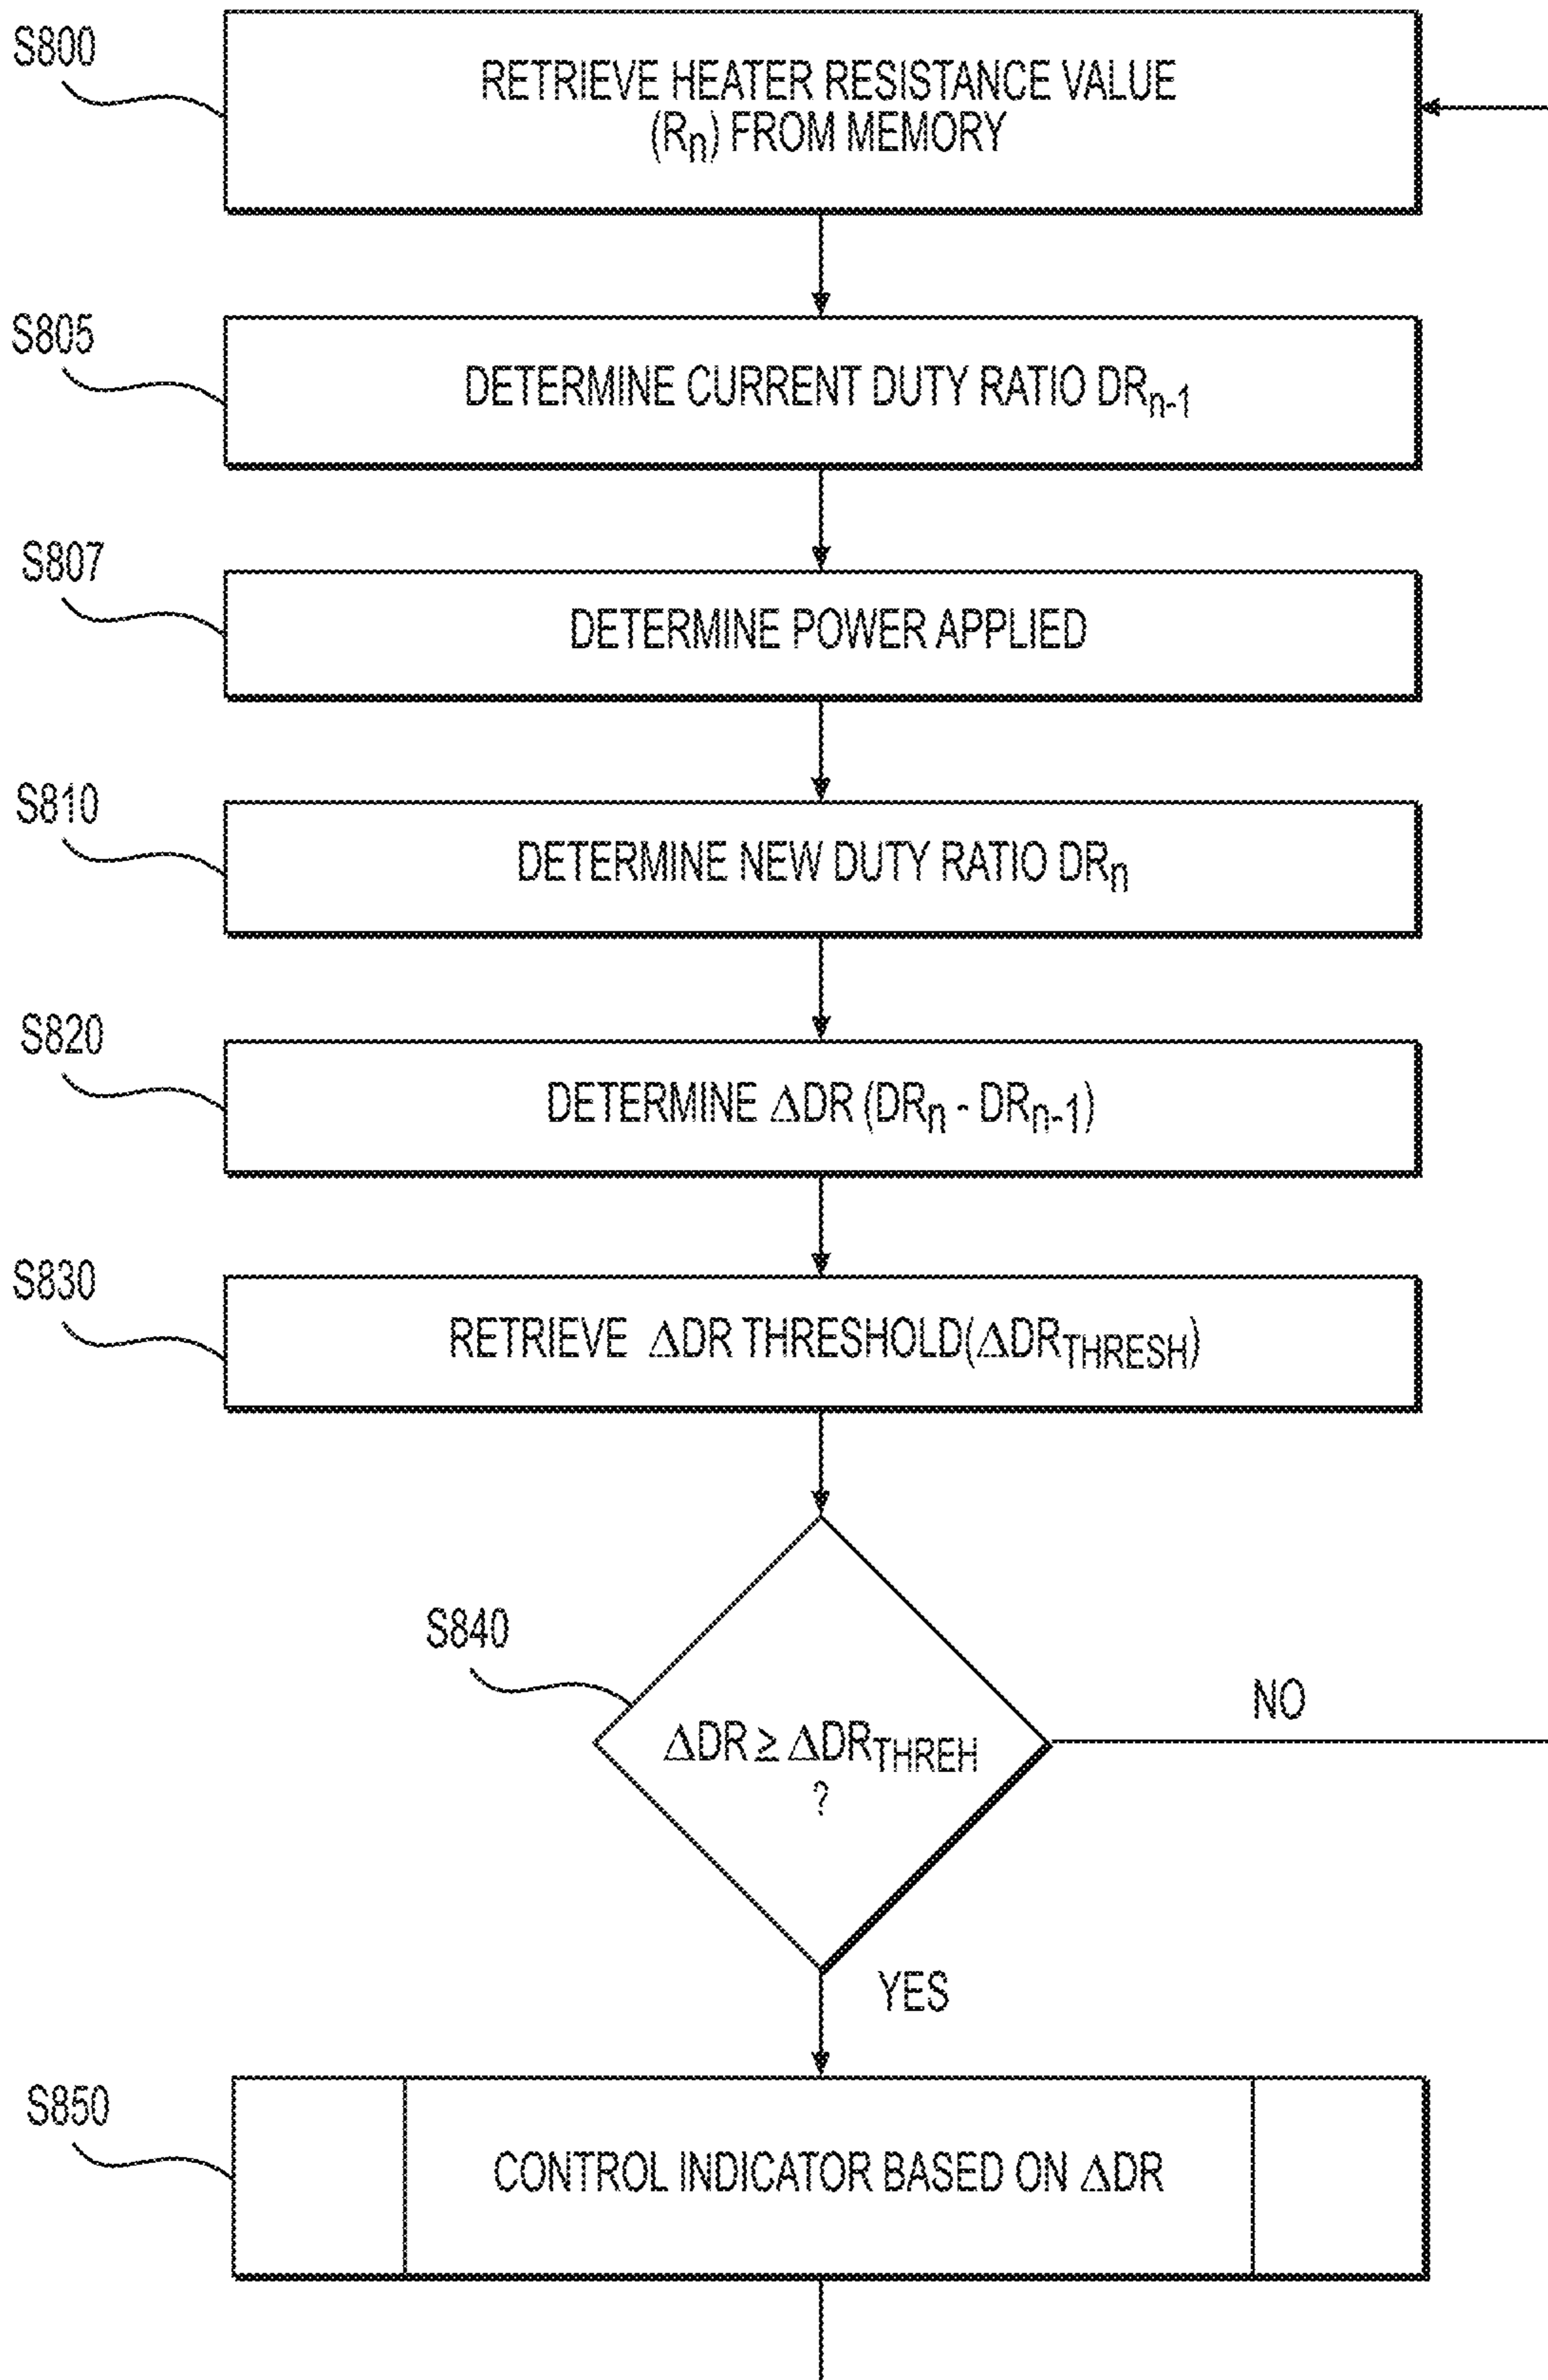 S800
RETRIEVE HEATER RESISTANCE VALUE
(Rn) FROM MEMORY
S805
DETERMINE CURRENT DUTY RATIO DRn-1
S807
DETERMINE POWER APPLIED
S810
DETERMINE NEW DUTY RATIO DRn
S820
DETERMINE ΔDR (DRn - DRn-1)
S830
RETRIEVE ΔDR THRESHOLD(ΔDRTHRESH)
S840
ΔDR ≥ ΔDRTHREH
?
NO
YES
S850
CONTROL INDICATOR BASED ON ΔDR